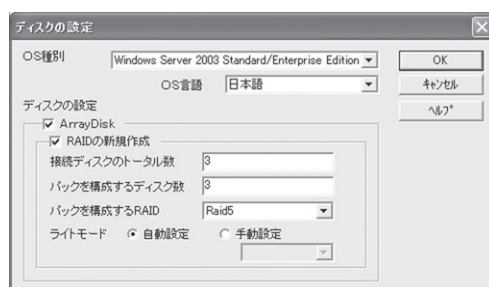 ディスクの設定
OS種別 Windows Server 2003 Standard/Enterprise Edition
OK
OS言語 日本語
キャンセル
ディスクの設定
ヘルプ
ArrayDisk
RAIDの新規作成
接続ディスクのトータル数 3
パックを構成するディスク数 3
パックを構成するRAID Raid5
ライトモード 自動設定 手動設定